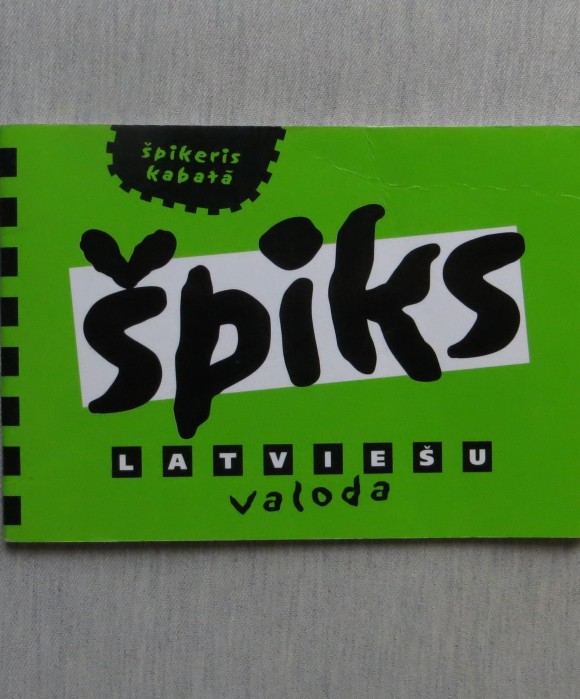 špikeris
kabatā
špiks
LATVIEŠU
valoda